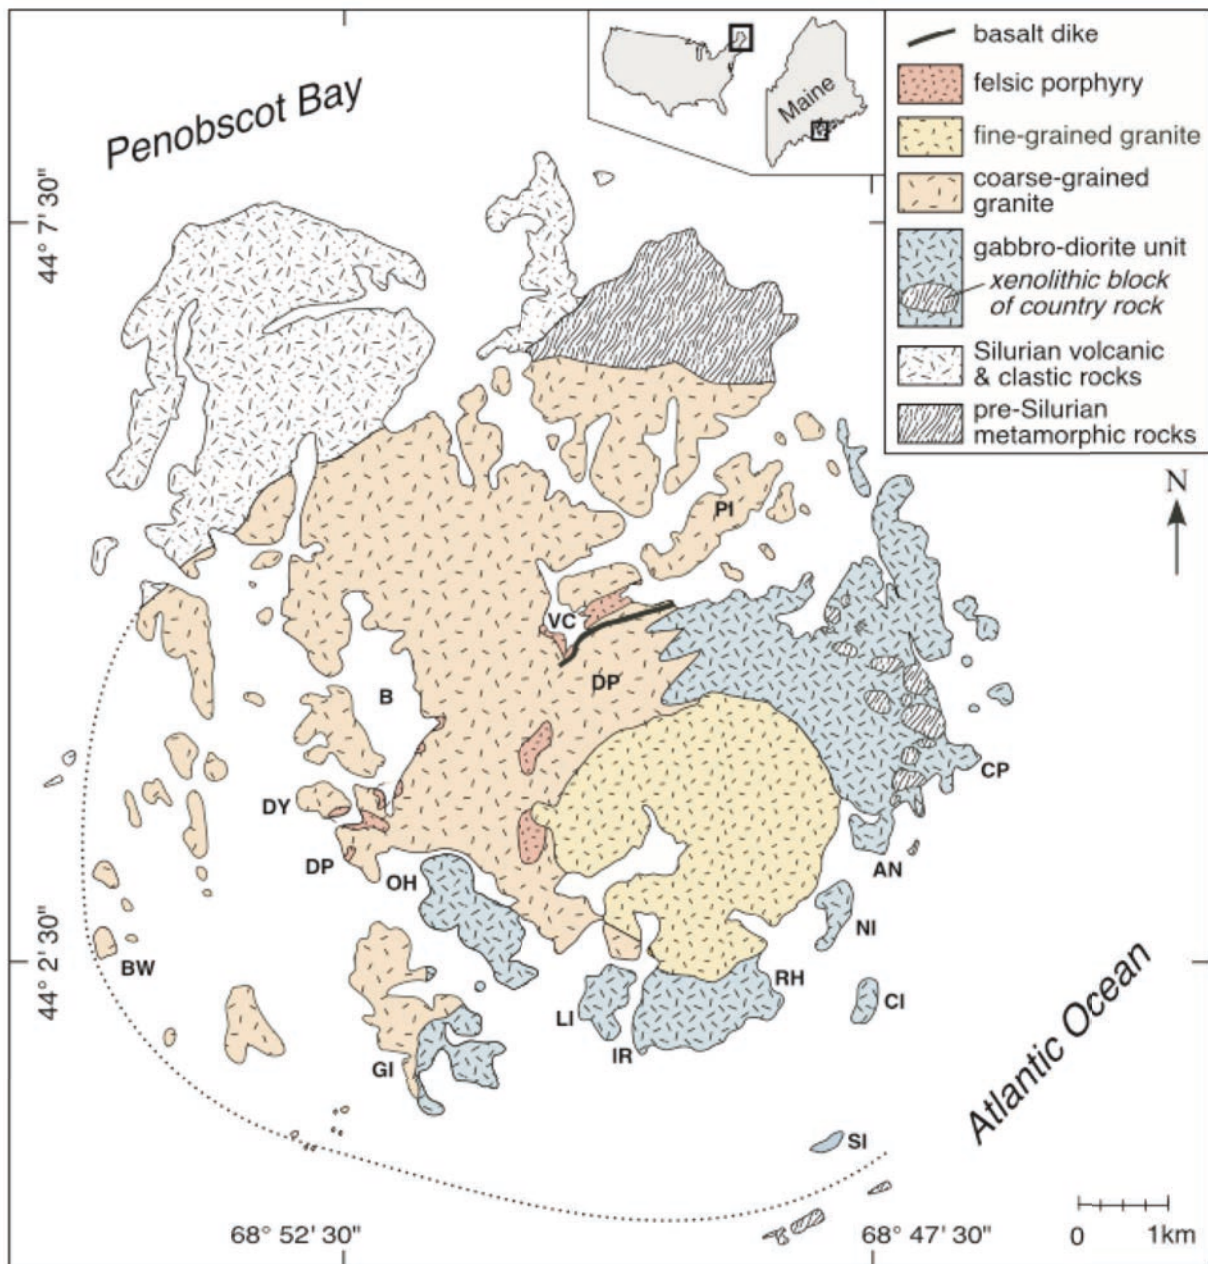 Penobscot Bay
Maine
basalt dike
felsic porphyry
fine-grained granite
coarse-grained
granite
gabbro-diorite unit
xenolithic block
of country rock
Silurian volcanic
& clastic rocks
pre-Silurian
metamorphic rocks
N
44° 7' 30"
PI
VC
DP
B
CP
DY
DP
OH
AN
NI
BW
44° 2' 30"
RH
CI
LI
IR
GI
SI
Atlantic Ocean
68° 52' 30"
68° 47' 30"
0 1km